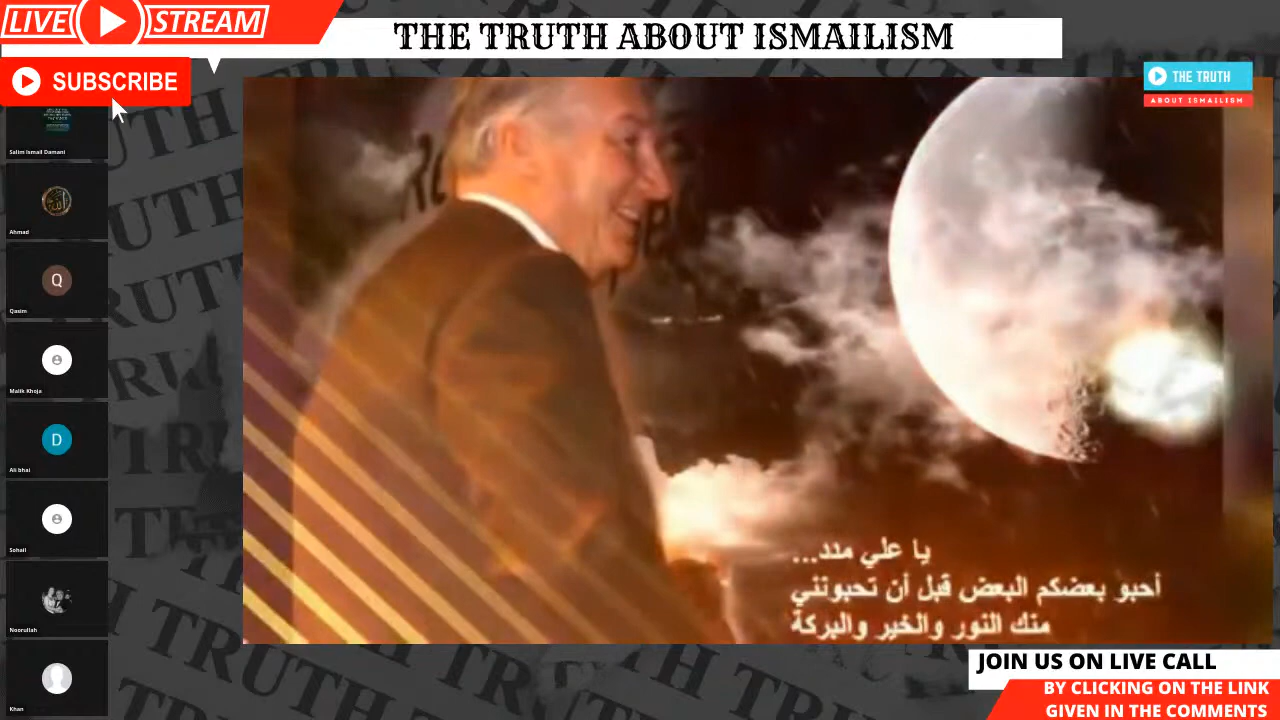 LIVE STREAM
THE TRUTH ABOUT ISMAILISM
SUBSCRIBE
THE TRUTH
ABOUT ISMAILISM
Salim Ismail Damani
Ahmad
Q
Qasim
Malik Khoja
D
Ali bhai
Sohail
Noorullah
Khan
يا علي مدد...
أحبو بعضكم البعض قبل أن تحبونني
منك النور والخير والبركة
JOIN US ON LIVE CALL
BY CLICKING ON THE LINK
GIVEN IN THE COMMENTS